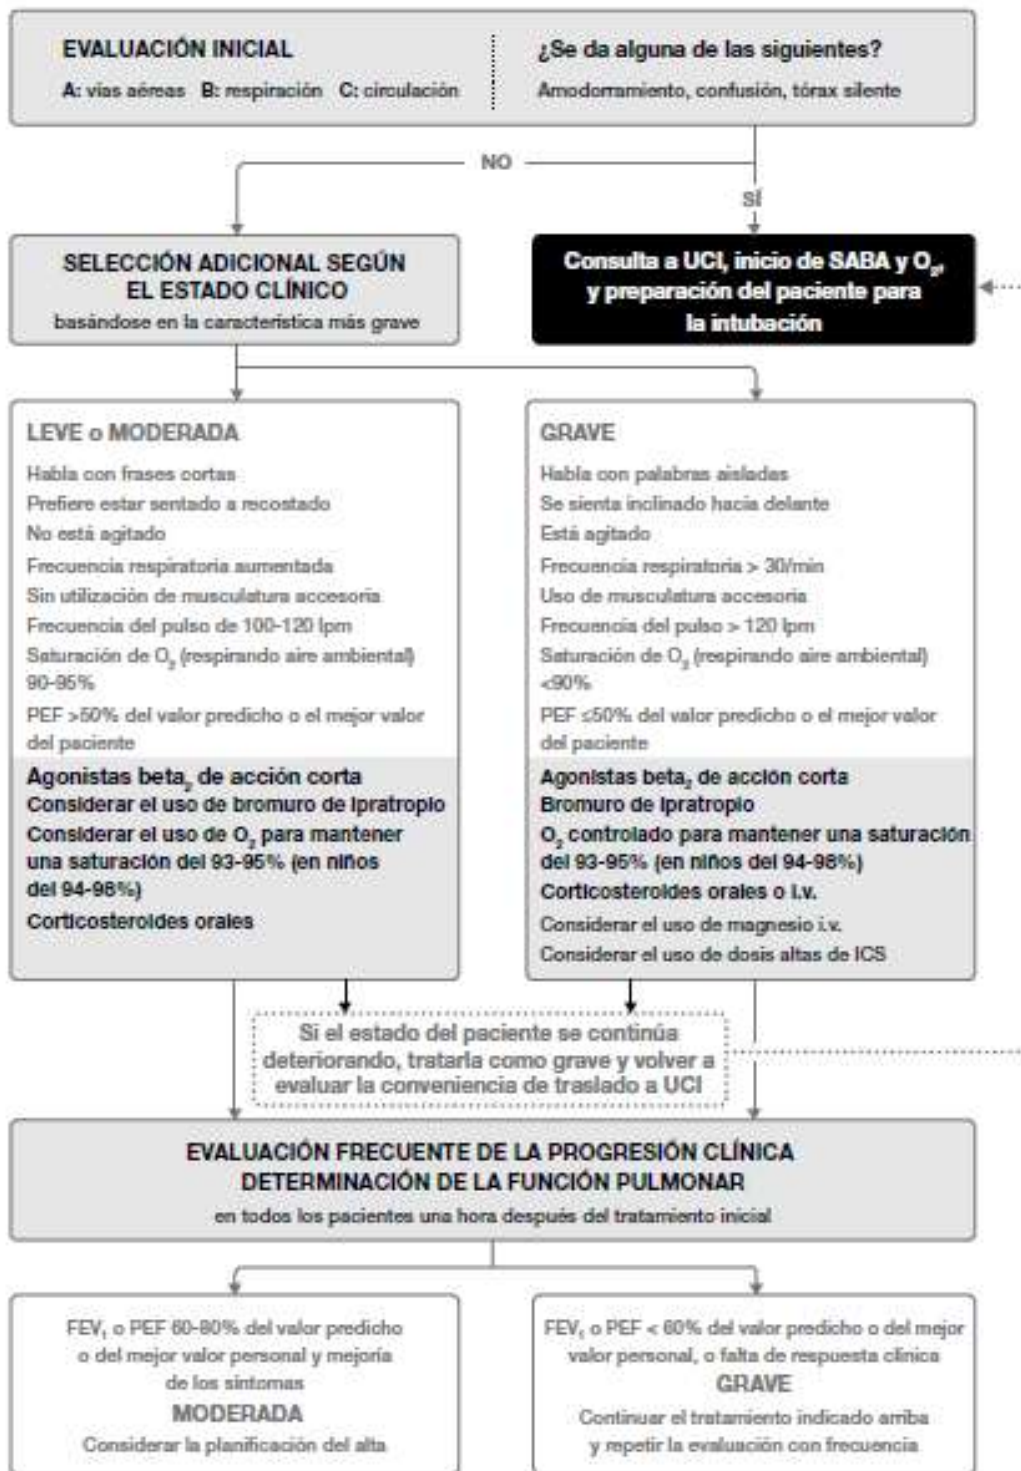 EVALUACIÓN INICIAL
A: vías aéreas B: respiración C: circulación
¿Se da alguna de las siguientes?
Amodorramiento, confusión, tórax silente
NO
SÍ
SELECCIÓN ADICIONAL SEGÚN
EL ESTADO CLÍNICO
basándose en la característica más grave
Consulta a UCI, inicio de SABA y O₂,
y preparación del paciente para
la intubación
LEVE o MODERADA
Habla con frases cortas
Prefiere estar sentado a recostado
No está agitado
Frecuencia respiratoria aumentada
Sin utilización de musculatura accesoria
Frecuencia del pulso de 100-120 lpm
Saturación de O₂ (respirando aire ambiental)
90-95%
PEF >50% del valor predicho o el mejor valor
del paciente
Agonistas beta₂ de acción corta
Considerar el uso de bromuro de ipratropio
Considerar el uso de O₂ para mantener
una saturación del 93-95% (en niños
del 94-98%)
Corticosteroides orales
GRAVE
Habla con palabras aisladas
Se sienta inclinado hacia delante
Está agitado
Frecuencia respiratoria > 30/min
Uso de musculatura accesoria
Frecuencia del pulso > 120 lpm
Saturación de O₂ (respirando aire ambiental)
<90%
PEF ≤50% del valor predicho o el mejor valor
del paciente
Agonistas beta₂ de acción corta
Bromuro de ipratropio
O₂ controlado para mantener una saturación
del 93-95% (en niños del 94-98%)
Corticosteroides orales o i.v.
Considerar el uso de magnesio i.v.
Considerar el uso de dosis altas de ICS
Si el estado del paciente se continúa
deteriorando, tratarla como grave y volver a
evaluar la conveniencia de traslado a UCI
EVALUACIÓN FRECUENTE DE LA PROGRESIÓN CLÍNICA
DETERMINACIÓN DE LA FUNCIÓN PULMONAR
en todos los pacientes una hora después del tratamiento inicial
FEV₁ o PEF 60-80% del valor predicho
o del mejor valor personal y mejoría
de los síntomas
MODERADA
Considerar la planificación del alta
FEV₁ o PEF < 60% del valor predicho o del mejor
valor personal, o falta de respuesta clínica
GRAVE
Continuar el tratamiento indicado arriba
y repetir la evaluación con frecuencia